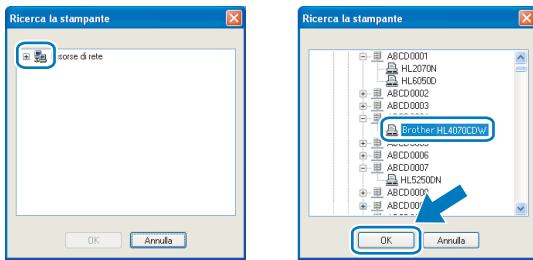 Ricerca la stampante
isorse di rete
OK
Annulla
Ricerca la stampante
ABCD0001
HL2070N
HL6050D
ABCD0002
ABCD0003
Brother HL4070CDW
ABCD0006
ABCD0007
HL5250DN
OK
Annulla